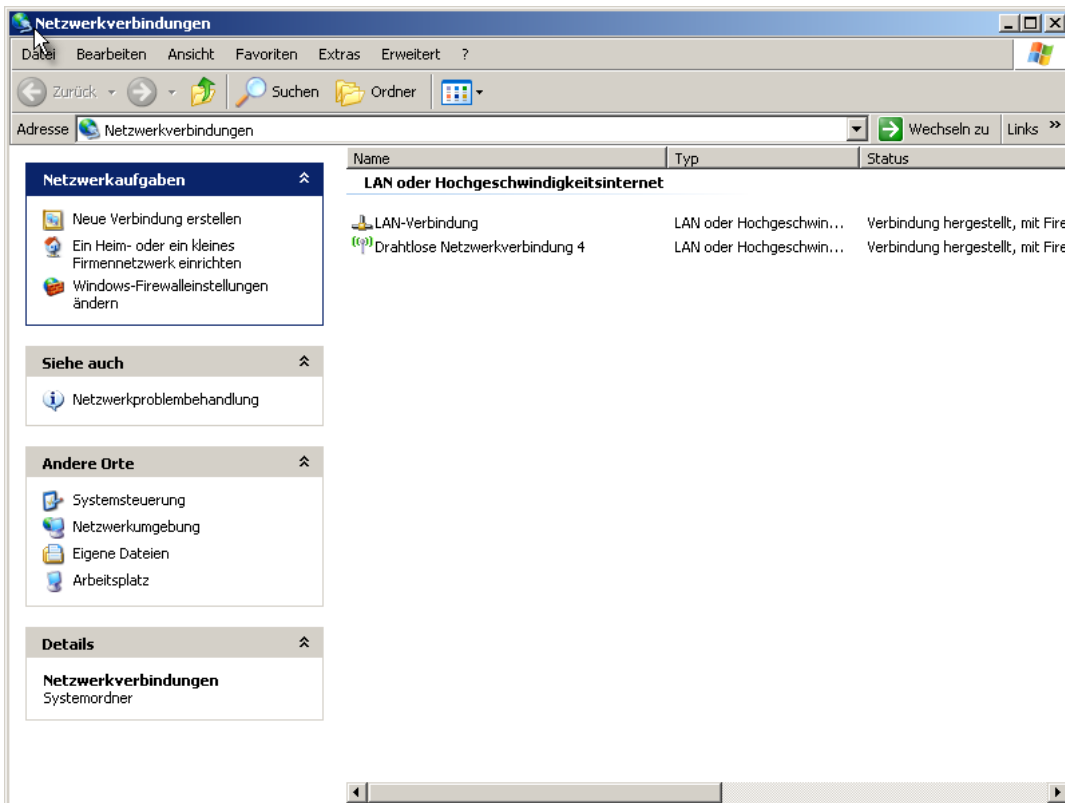 Netzwerkverbindungen
Datei Bearbeiten Ansicht Favoriten Extras Erweitert ?
Zurück Suchen Ordner
Adresse Netzwerkverbindungen Wechseln zu Links »
Name Typ Status
LAN oder Hochgeschwindigkeitsinternet
LAN-Verbindung LAN oder Hochgeschwin... Verbindung hergestellt, mit Fire
Drahtlose Netzwerkverbindung 4 LAN oder Hochgeschwin... Verbindung hergestellt, mit Fire
Netzwerkaufgaben
Neue Verbindung erstellen
Ein Heim- oder ein kleines
Firmennetzwerk einrichten
Windows-Firewalleinstellungen
ändern
Siehe auch
Netzwerkproblembehandlung
Andere Orte
Systemsteuerung
Netzwerkumgebung
Eigene Dateien
Arbeitsplatz
Details
Netzwerkverbindungen
Systemordner